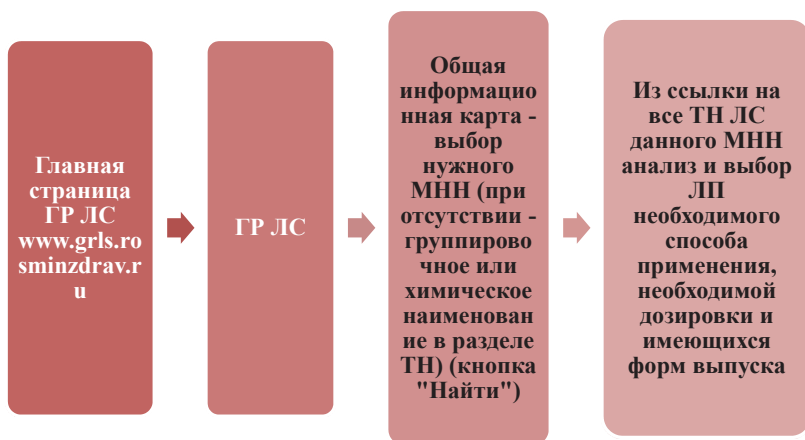 Главная
страница
ГР ЛС
www.grls.ro
sminzdrav.r
u
ГР ЛС
Общая
информацио
нная карта -
выбор
нужного
МНН (при
отсутствии -
группирово
чное или
химическое
наименован
ие в разделе
ТН) (кнопка
"Найти")
Из ссылки на
все ТН ЛС
данного МНН
анализ и выбор
ЛП
необходимого
способа
применения,
необходимой
дозировки и
имеющихся
форм выпуска